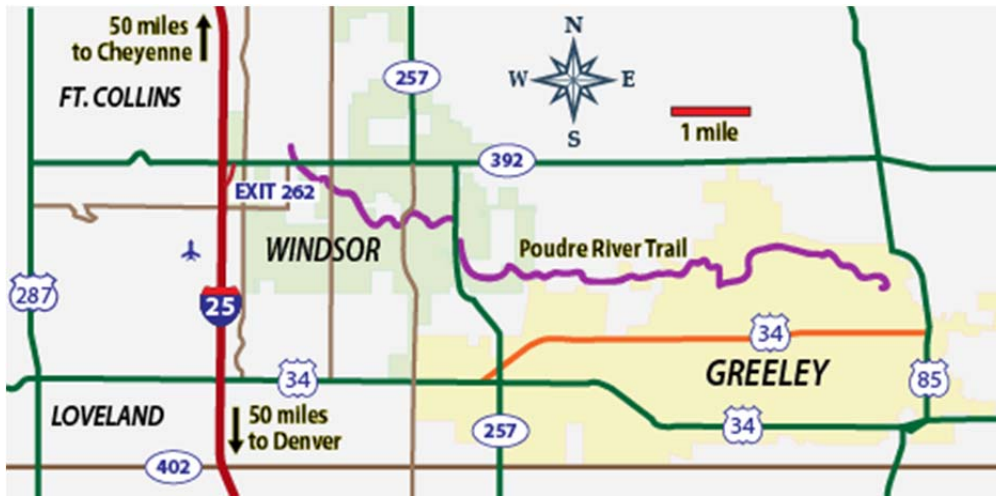 50 miles
to Cheyenne
N
W E
S
257
FT. COLLINS
1 mile
392
EXIT 262
WINDSOR
Poudre River Trail
287
25
34
34
GREELEY
85
LOVELAND
50 miles
to Denver
257
34
402